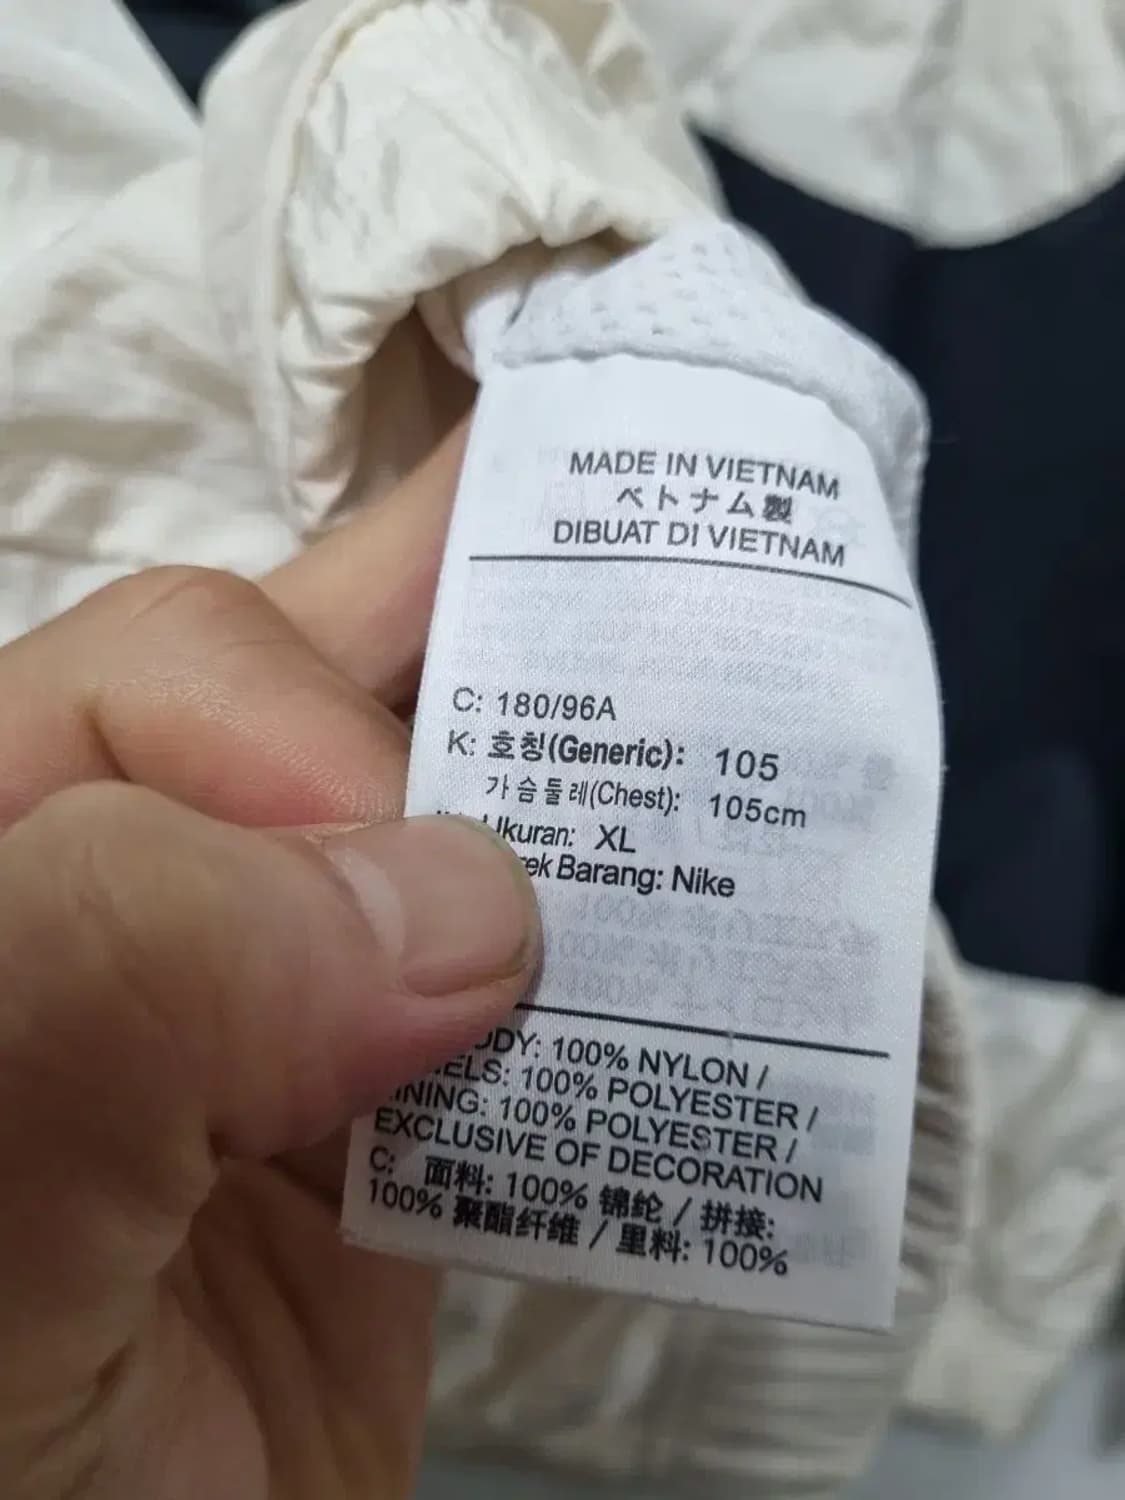 MADE IN VIETNAM
ベトナム製
DIBUAT DI VIETNAM
C: 180/96A
K: 호칭(Generic): 105
가슴둘레(Chest): 105cm
Ukuran: XL
Barang: Nike
100% NYLON /
100% POLYESTER /
100% POLYESTER /
EXCLUSIVE OF DECORATION
C: 面料: 100% 锦纶 / 拼接:
100% 聚酯纤维 / 里料: 100%